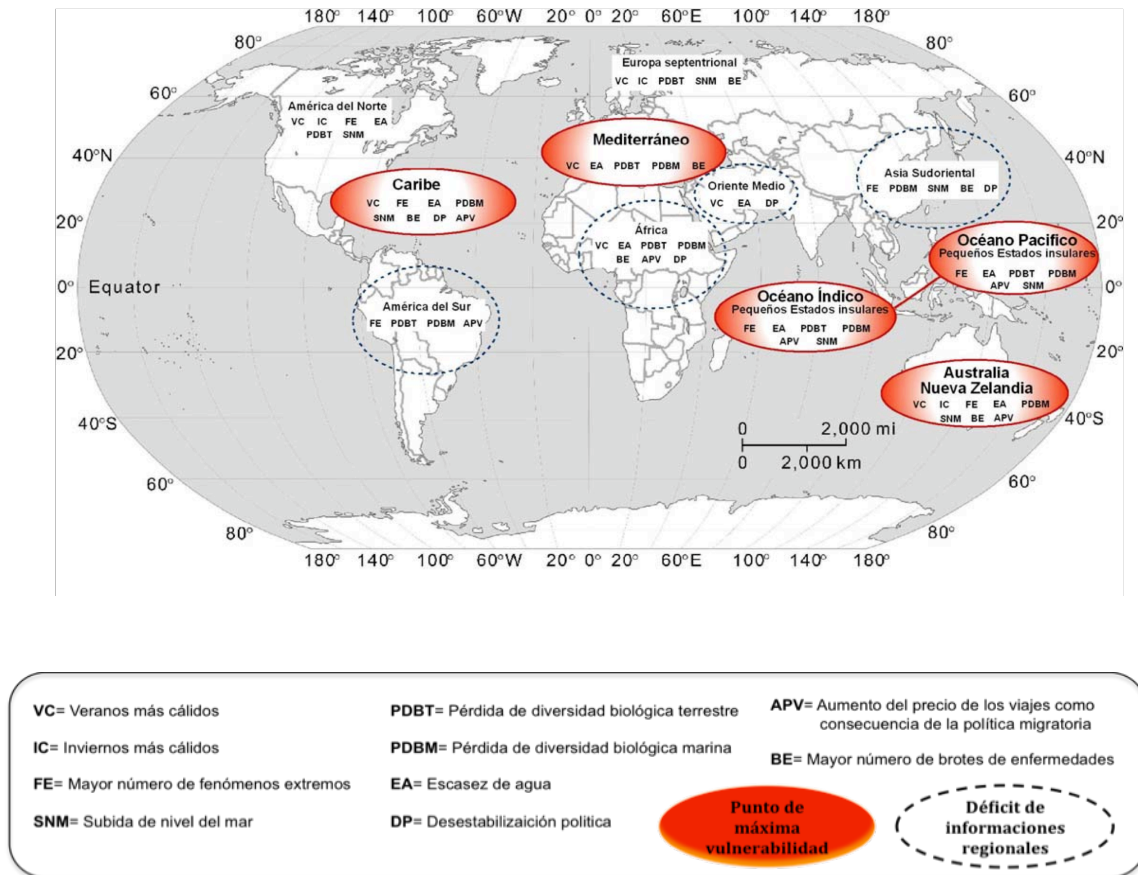 180° 140° 100° 60°W 20° 0° 20° 60°E 100° 140° 180°
80° 80°
Europa septentrional
VC IC PDBT SNM BE
60° 60°
América del Norte
VC IC FE EA
PDBT SNM
Mediterráneo
VC EA PDBT PDBM BE
40°N 40°N
Asia Sudoriental
FE PDBM SNM BE DP
Oriente Medio
VC EA DP
Caribe
VC FE EA PDBM
SNM BE DP APV
20° 20°
África
VC EA PDBT PDBM
BE APV DP
Océano Pacifico
Pequeños Estados insulares
FE EA PDBT PDBM
APV SNM
0° Equator 0°
América del Sur
FE PDBT PDBM APV
Océano Índico
Pequeños Estados insulares
FE EA PDBT PDBM
APV SNM
20° 20°
Australia
Nueva Zelandia
VC IC FE EA PDBM
SNM BE APV
40°S 40°S
0 2,000 mi
0 2,000 km
60° 60°
80° 80°
180° 140° 100° 60°W 20° 0° 20° 60°E 100° 140° 180°
VC= Veranos más cálidos
IC= Inviernos más cálidos
FE= Mayor número de fenómenos extremos
SNM= Subida de nivel del mar
PDBT= Pérdida de diversidad biológica terrestre
PDBM= Pérdida de diversidad biológica marina
EA= Escasez de agua
DP= Desestabilizaición politica
APV= Aumento del precio de los viajes como
consecuencia de la política migratoria
BE= Mayor número de brotes de enfermedades
Punto de
máxima
vulnerabilidad
Déficit de
informaciones
regionales